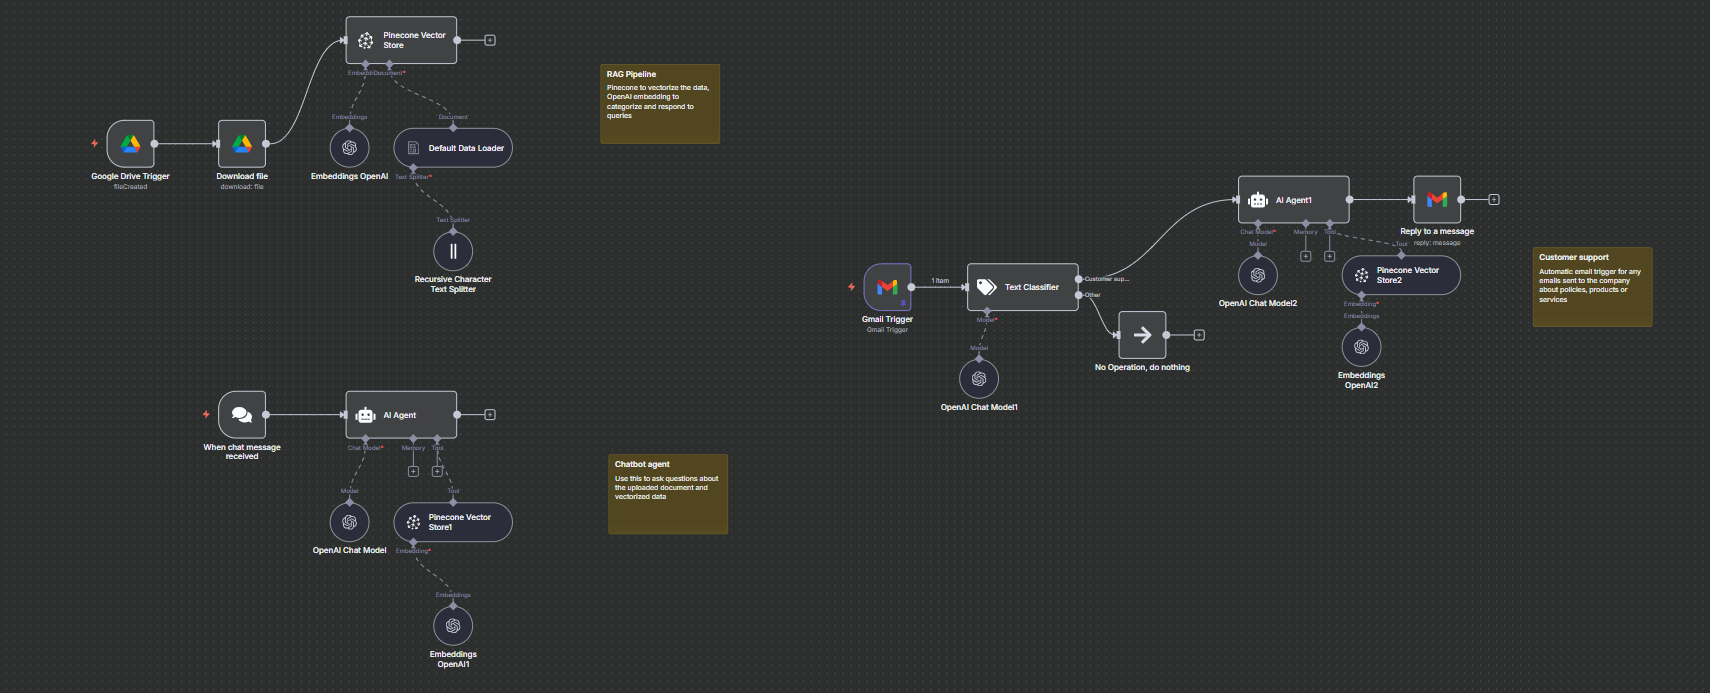 Pinecone Vector
Store
Embeddi
Document*
RAG Pipeline
Pinecone to vectorize the data,
OpenAI embedding to
categorize and respond to
queries
Embeddings
Document
Google Drive Trigger
fileCreated
Download file
download: file
Embeddings OpenAI
Default Data Loader
Text Splitter*
Text Splitter
Recursive Character
Text Splitter
When chat message
received
AI Agent
Chat Model*
Memory
Tool
Model
Tool
OpenAI Chat Model
Pinecone Vector
Store1
Embedding*
Embeddings
Embeddings
OpenAI1
Chatbot agent
Use this to ask questions about
the uploaded document and
vectorized data
Gmail Trigger
Gmail Trigger
1 item
Text Classifier
Customer sup...
Other
Model*
Model
OpenAI Chat Model1
No Operation, do nothing
AI Agent1
Chat Model*
Memory
Tool
Model
Tool
OpenAI Chat Model2
Pinecone Vector
Store2
Embedding*
Embeddings
Embeddings
OpenAI2
Reply to a message
reply: message
Customer support
Automatic email trigger for any
emails sent to the company
about policies, products or
services